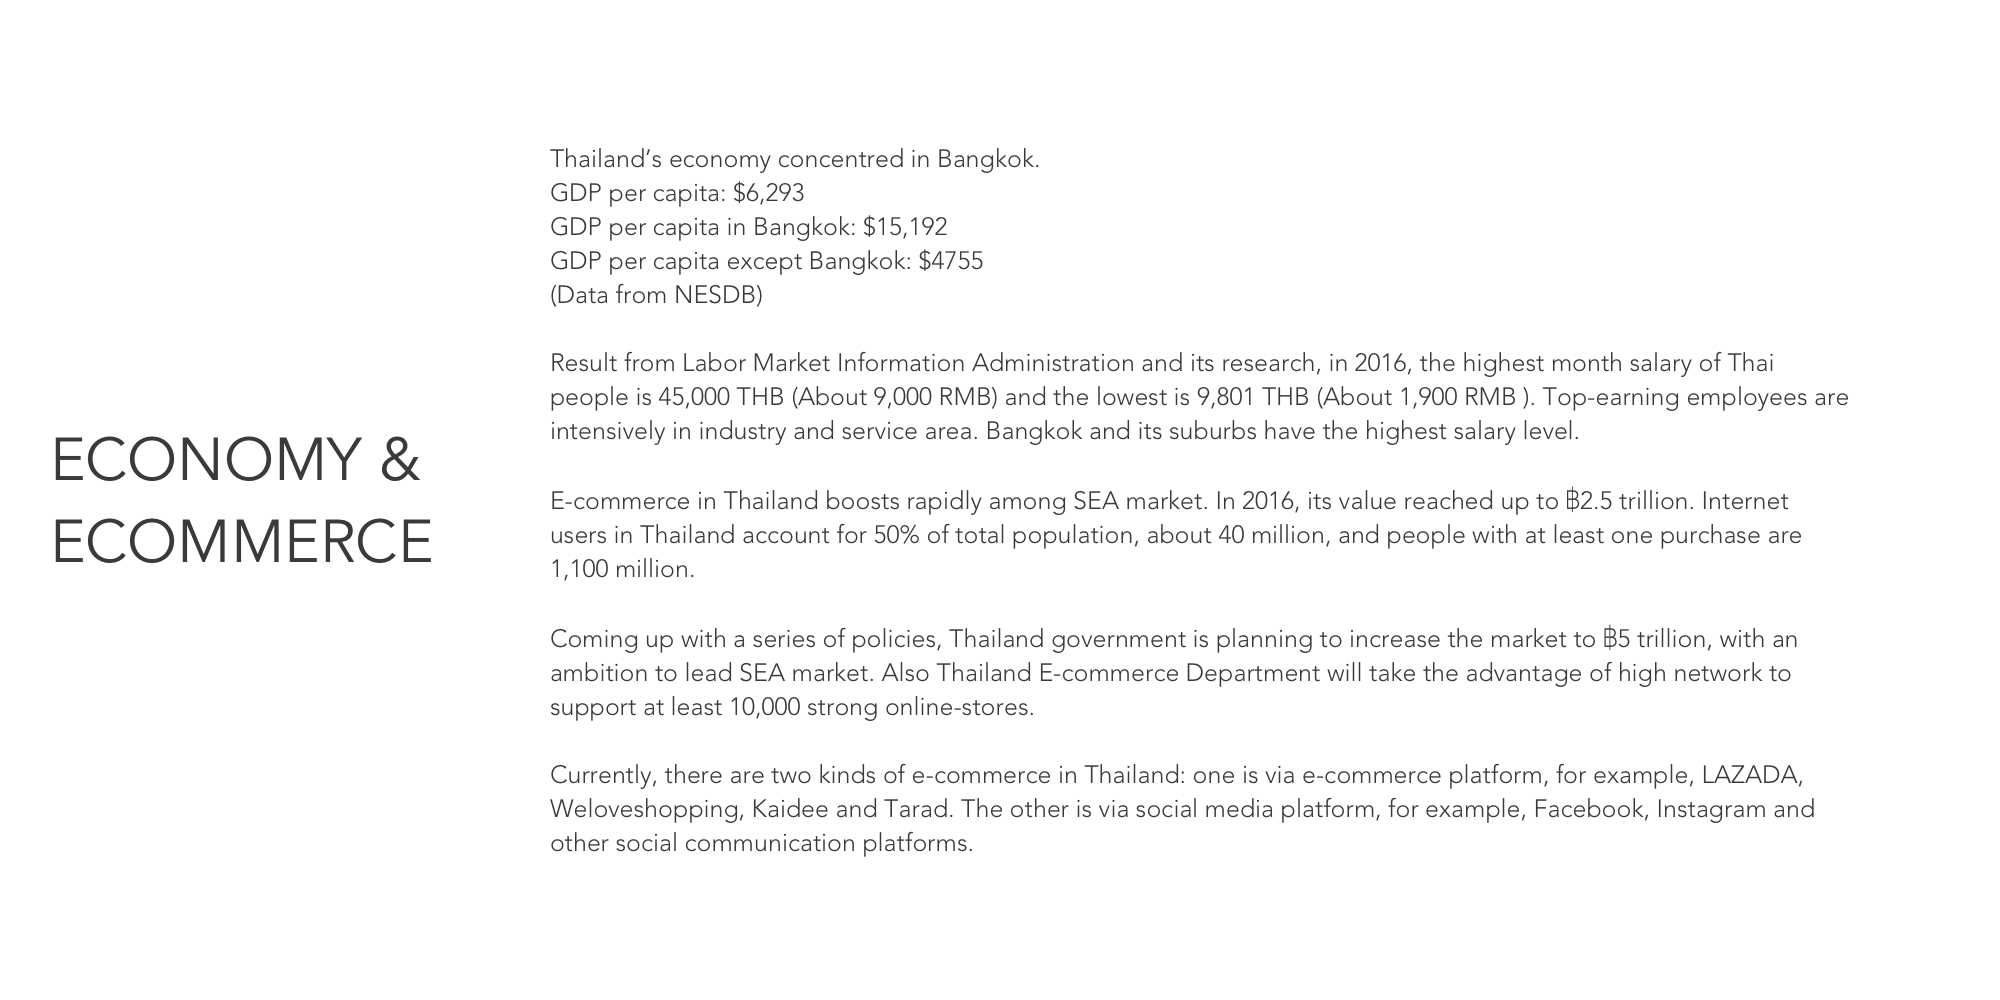 ECONOMY &
ECOMMERCE
Thailand’s economy concentred in Bangkok.
GDP per capita: $6,293
GDP per capita in Bangkok: $15,192
GDP per capita except Bangkok: $4755
(Data from NESDB)
Result from Labor Market Information Administration and its research, in 2016, the highest month salary of Thai
people is 45,000 THB (About 9,000 RMB) and the lowest is 9,801 THB (About 1,900 RMB ). Top-earning employees are
intensively in industry and service area. Bangkok and its suburbs have the highest salary level.
E-commerce in Thailand boosts rapidly among SEA market. In 2016, its value reached up to ฿2.5 trillion. Internet
users in Thailand account for 50% of total population, about 40 million, and people with at least one purchase are
1,100 million.
Coming up with a series of policies, Thailand government is planning to increase the market to ฿5 trillion, with an
ambition to lead SEA market. Also Thailand E-commerce Department will take the advantage of high network to
support at least 10,000 strong online-stores.
Currently, there are two kinds of e-commerce in Thailand: one is via e-commerce platform, for example, LAZADA,
Weloveshopping, Kaidee and Tarad. The other is via social media platform, for example, Facebook, Instagram and
other social communication platforms.